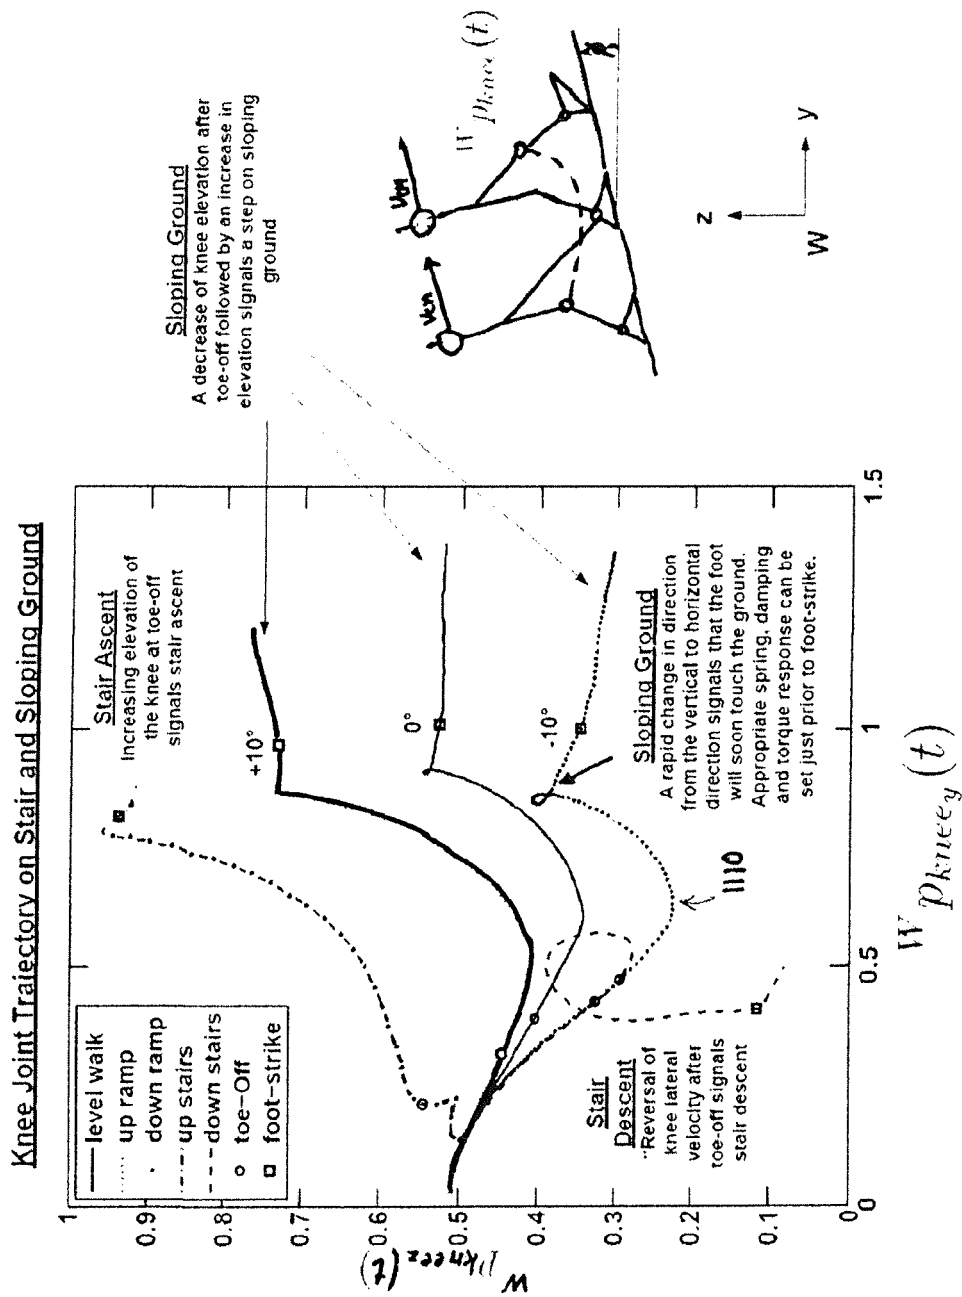 Knee Joint Trajectory on Stair and Sloping Ground
level walk
up ramp
down ramp
up stairs
down stairs
toe-Off
foot-strike
Stair Ascent
Increasing elevation of
the knee at toe-off
signals stair ascent
Sloping Ground
A decrease of knee elevation after
toe-off followed by an increase in
elevation signals a step on sloping
ground
+10°
0°
-10°
Sloping Ground
A rapid change in direction
from the vertical to horizontal
direction signals that the foot
will soon touch the ground.
Appropriate spring, damping
and torque response can be
set just prior to foot-strike.
1110
Stair
Descent
"Reversal of
knee lateral
velocity after
toe-off signals
stair descent
1
0.9
0.8
0.7
0.6
0.5
0.4
0.3
0.2
0.1
0
0
0.5
1
1.5
W p knee z (t)
W p knee y (t)
W p knee (t)
Vcm
Vcm
z
y
W